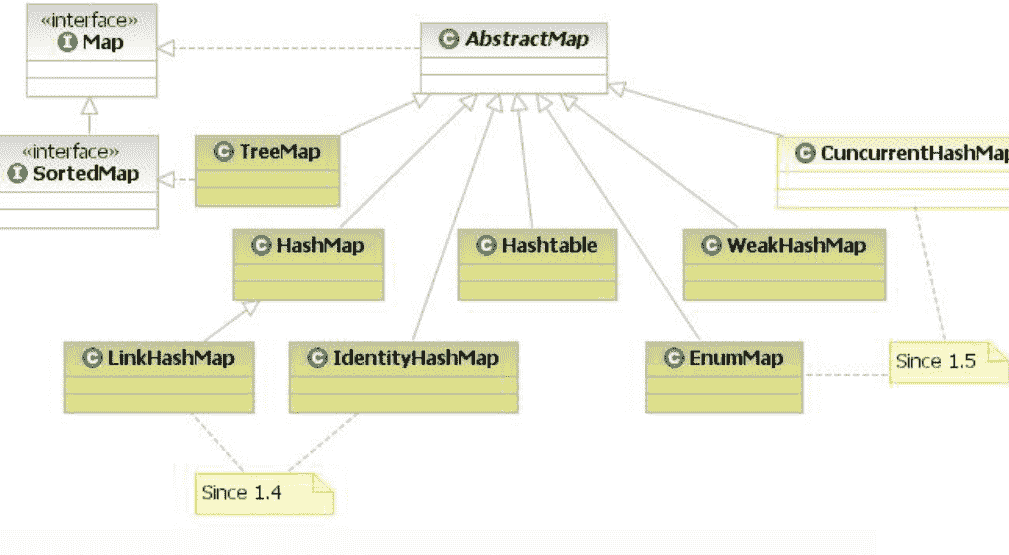 «interface»
I Map
C AbstractMap
«interface»
I SortedMap
C TreeMap
C CuncurrentHashMap
C HashMap
C Hashtable
C WeakHashMap
C LinkHashMap
C IdentityHashMap
C EnumMap
Since 1.5
Since 1.4